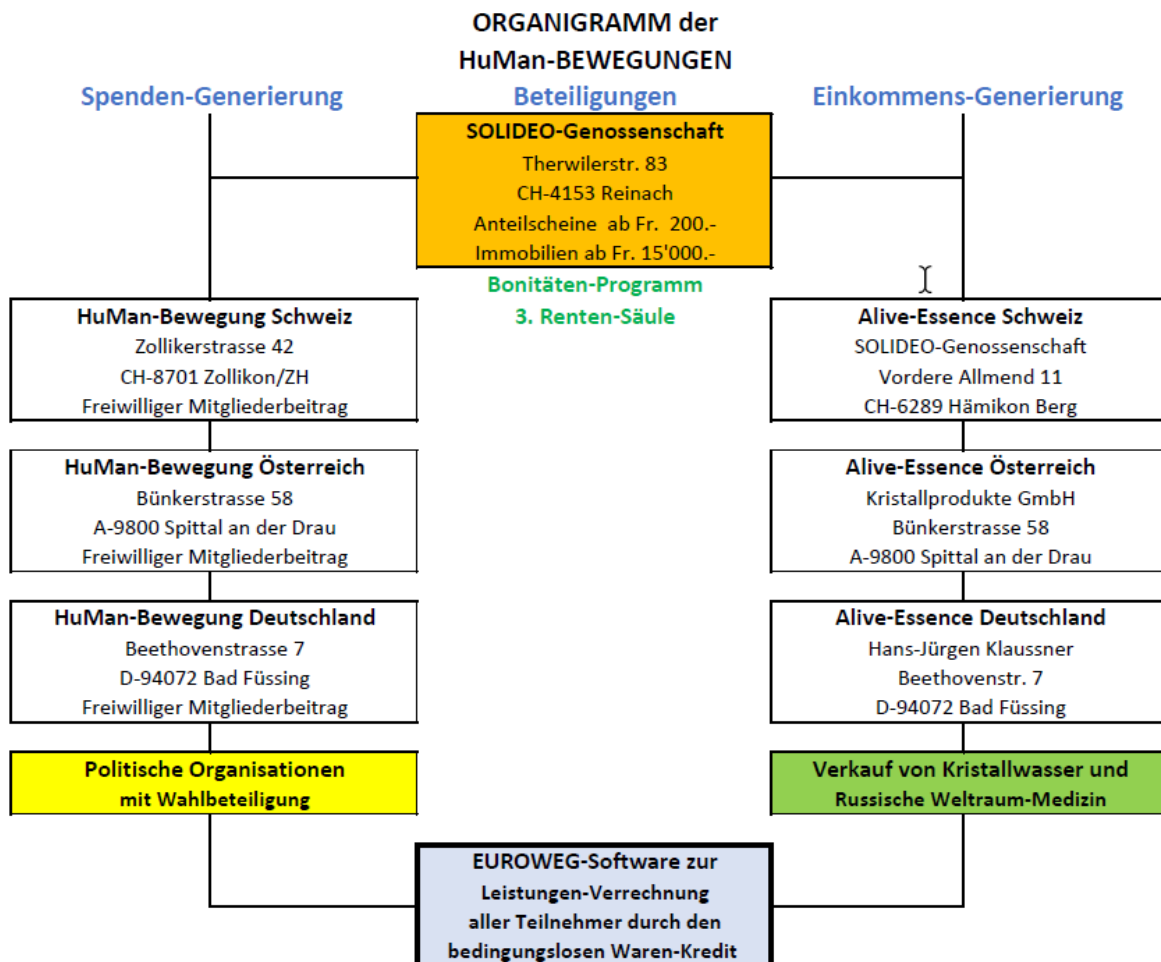 ORGANIGRAMM der
HuMan-BEWEGUNGEN
Spenden-Generierung
Beteiligungen
Einkommens-Generierung
SOLIDEO-Genossenschaft
Therwilerstr. 83
CH-4153 Reinach
Anteilscheine ab Fr. 200.-
Immobilien ab Fr. 15'000.-
Bonitäten-Programm
3. Renten-Säule
HuMan-Bewegung Schweiz
Zollikerstrasse 42
CH-8701 Zollikon/ZH
Freiwilliger Mitgliederbeitrag
Alive-Essence Schweiz
SOLIDEO-Genossenschaft
Vordere Allmend 11
CH-6289 Hämikon Berg
HuMan-Bewegung Österreich
Bünkerstrasse 58
A-9800 Spittal an der Drau
Freiwilliger Mitgliederbeitrag
Alive-Essence Österreich
Kristallprodukte GmbH
Bünkerstrasse 58
A-9800 Spittal an der Drau
HuMan-Bewegung Deutschland
Beethovenstrasse 7
D-94072 Bad Füssing
Freiwilliger Mitgliederbeitrag
Alive-Essence Deutschland
Hans-Jürgen Klaussner
Beethovenstr. 7
D-94072 Bad Füssing
Politische Organisationen
mit Wahlbeteiligung
Verkauf von Kristallwasser und
Russische Weltraum-Medizin
EUROWEG-Software zur
Leistungen-Verrechnung
aller Teilnehmer durch den
bedingungslosen Waren-Kredit